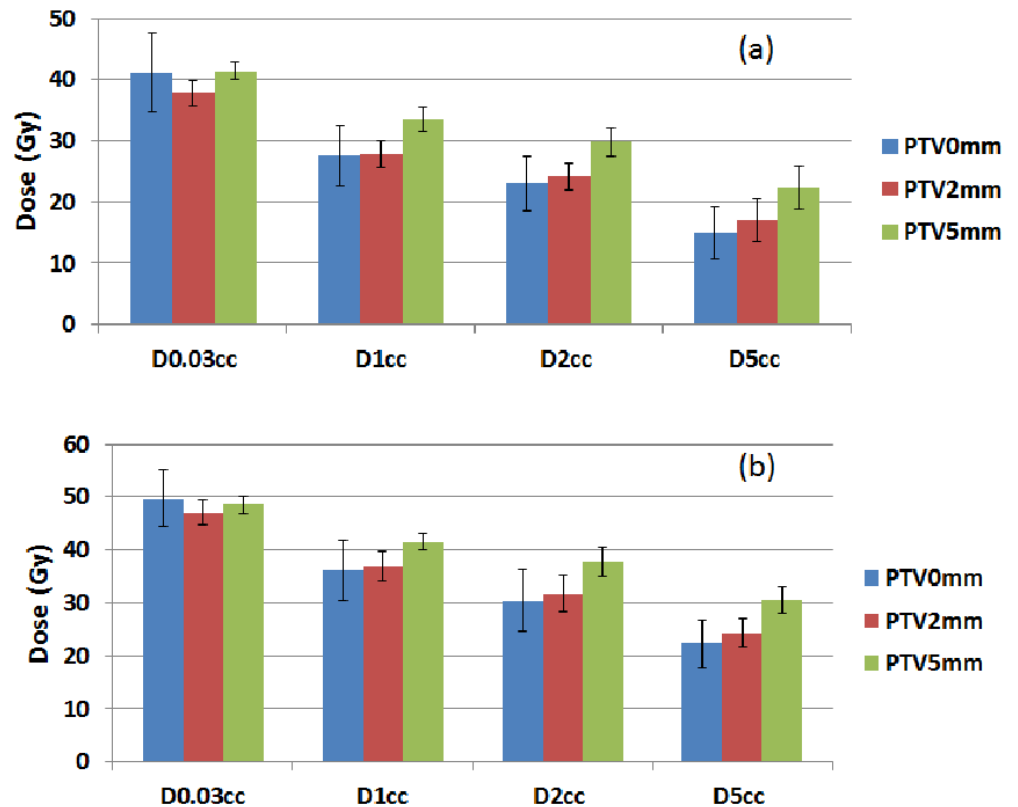 (a)
Dose (Gy)
50
40
30
20
10
0
D0.03cc D1cc D2cc D5cc
PTV0mm
PTV2mm
PTV5mm
(b)
Dose (Gy)
60
50
40
30
20
10
0
D0.03cc D1cc D2cc D5cc
PTV0mm
PTV2mm
PTV5mm